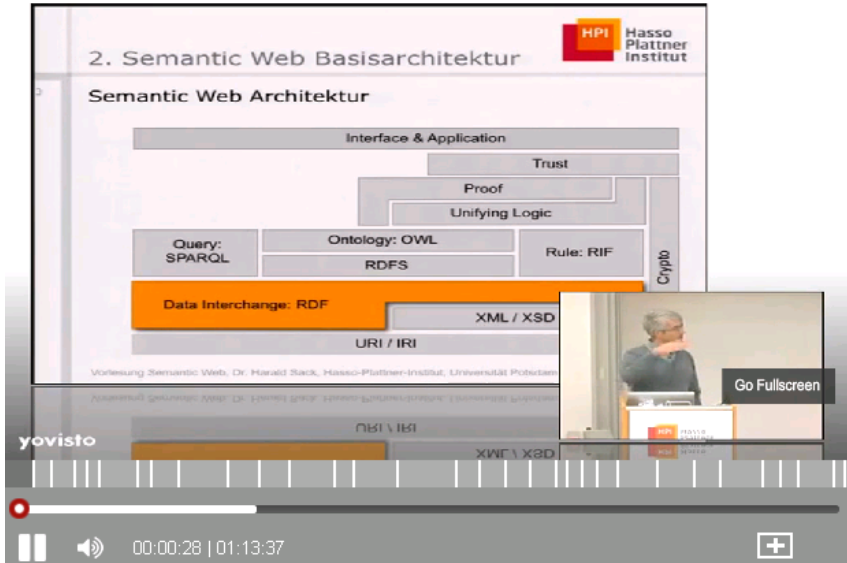 HPI
Hasso
Plattner
Institut
2. Semantic Web Basisarchitektur
Semantic Web Architektur
Interface & Application
Trust
Proof
Unifying Logic
Query:
SPARQL
Ontology: OWL
RDFS
Rule: RIF
Crypto
Data Interchange: RDF
XML / XSD
URI / IRI
Vorlesung Semantic Web, Dr. Harald Sack, Hasso-Plattner-Institut, Universität Potsdam
Go Fullscreen
HPI
yovisto
00:00:28 | 01:13:37